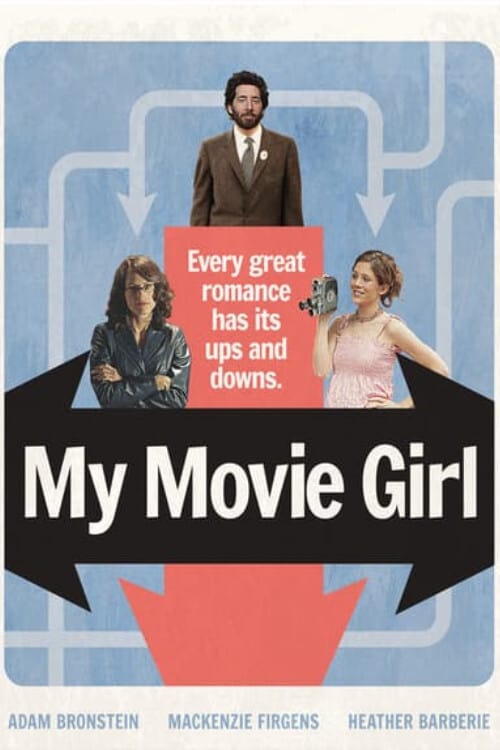 Every great
romance
has its
ups and
downs.
My Movie Girl
ADAM BRONSTEIN MACKENZIE FIRGENS HEATHER BARBERIE